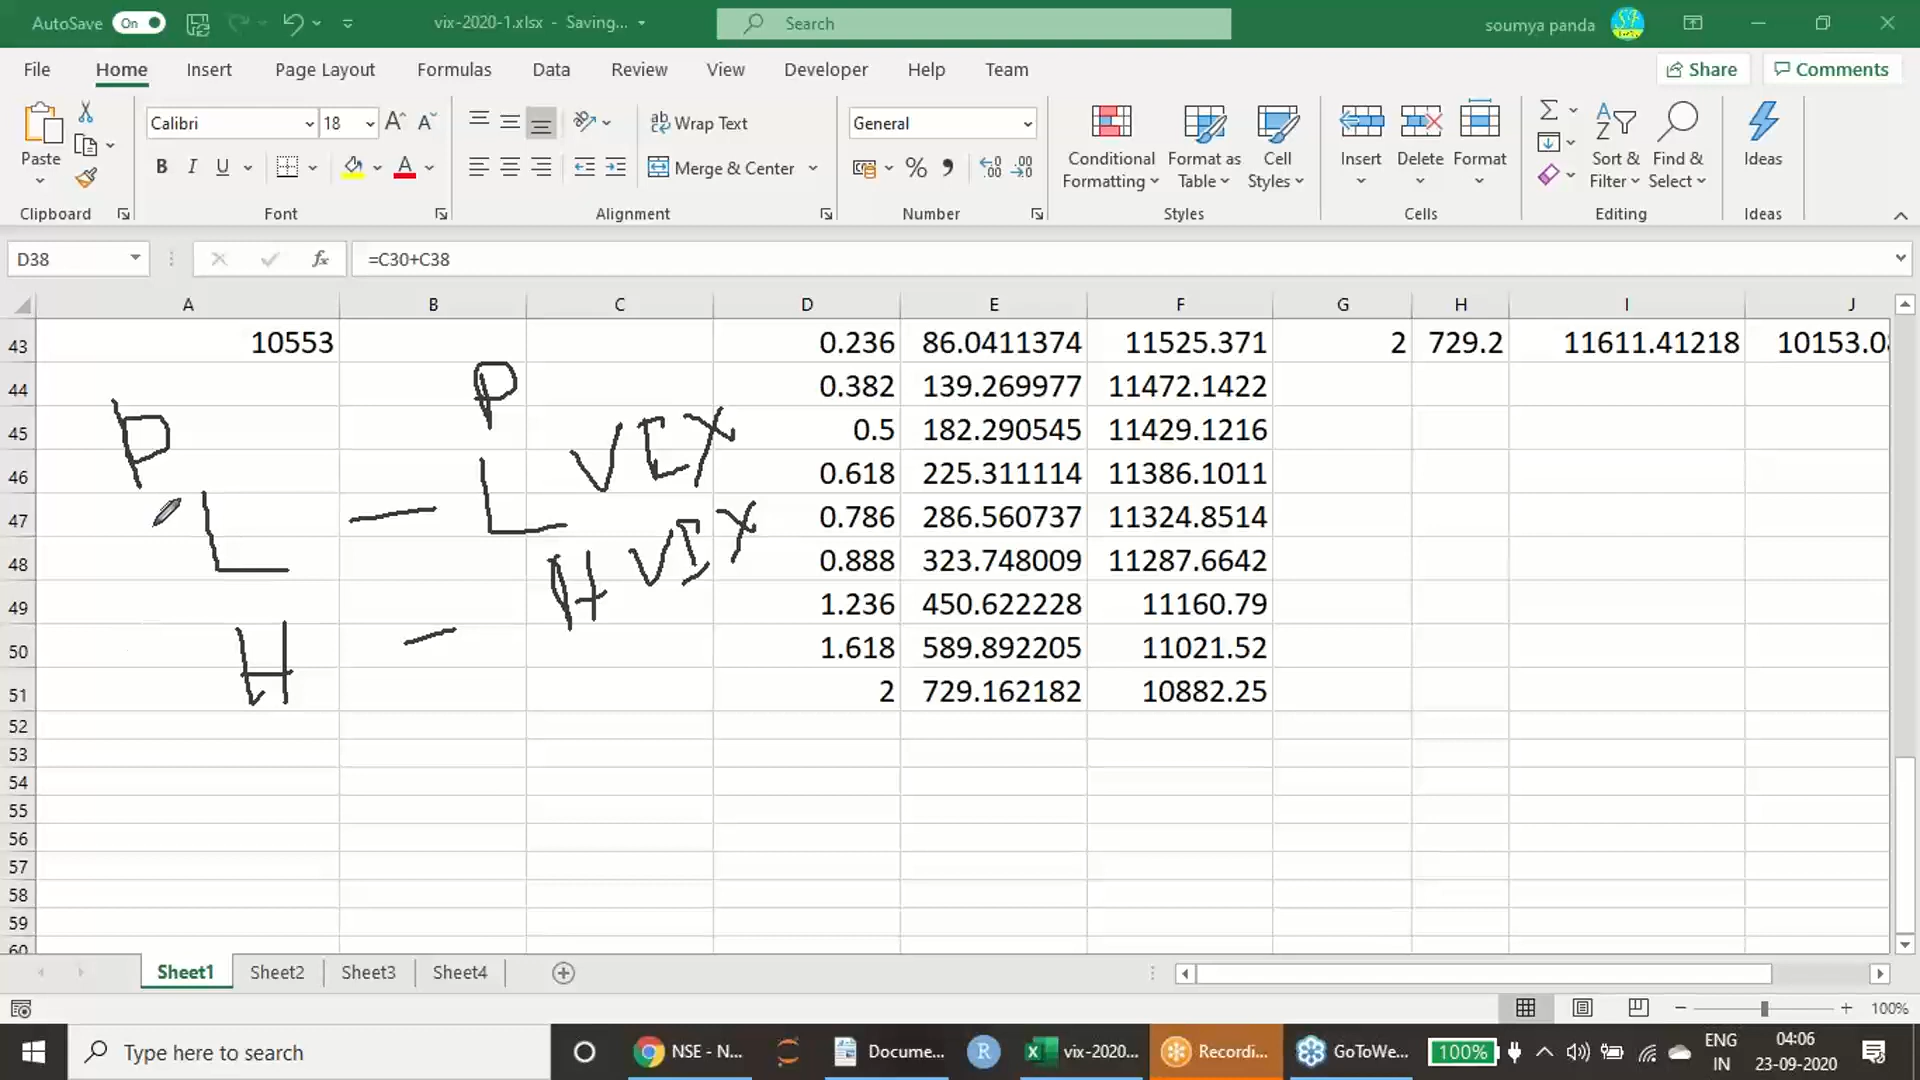 AutoSave On vix-2020-1.xlsx - Saving... Search soumya panda
File Home Insert Page Layout Formulas Data Review View Developer Help Team Share Comments
Calibri 18 Wrap Text General
Paste B I U Merge & Center % Conditional Formatting Format as Table Cell Styles Insert Delete Format Sort & Filter Find & Select Ideas
Clipboard Font Alignment Number Styles Cells Editing Ideas
D38 fx =C30+C38
A B C D E F G H I J
43 10553 0.236 86.0411374 11525.371 2 729.2 11611.41218
44 P 0.382 139.269977 11472.1422
45 P VIX 0.5 182.290545 11429.1216
46 0.618 225.311114 11386.1011
47 L - L 0.786 286.560737 11324.8514
48 H VIX 0.888 323.748009 11287.6642
49 1.236 450.622228 11160.79
50 H - 1.618 589.892205 11021.52
51 2 729.162182 10882.25
52
53
54
55
56
57
58
59
60
Sheet1 Sheet2 Sheet3 Sheet4
100%
Type here to search NSE - N... Docume... R vix-2020... Recordi... GoToWe... 100% ENG IN 04:06 23-09-2020